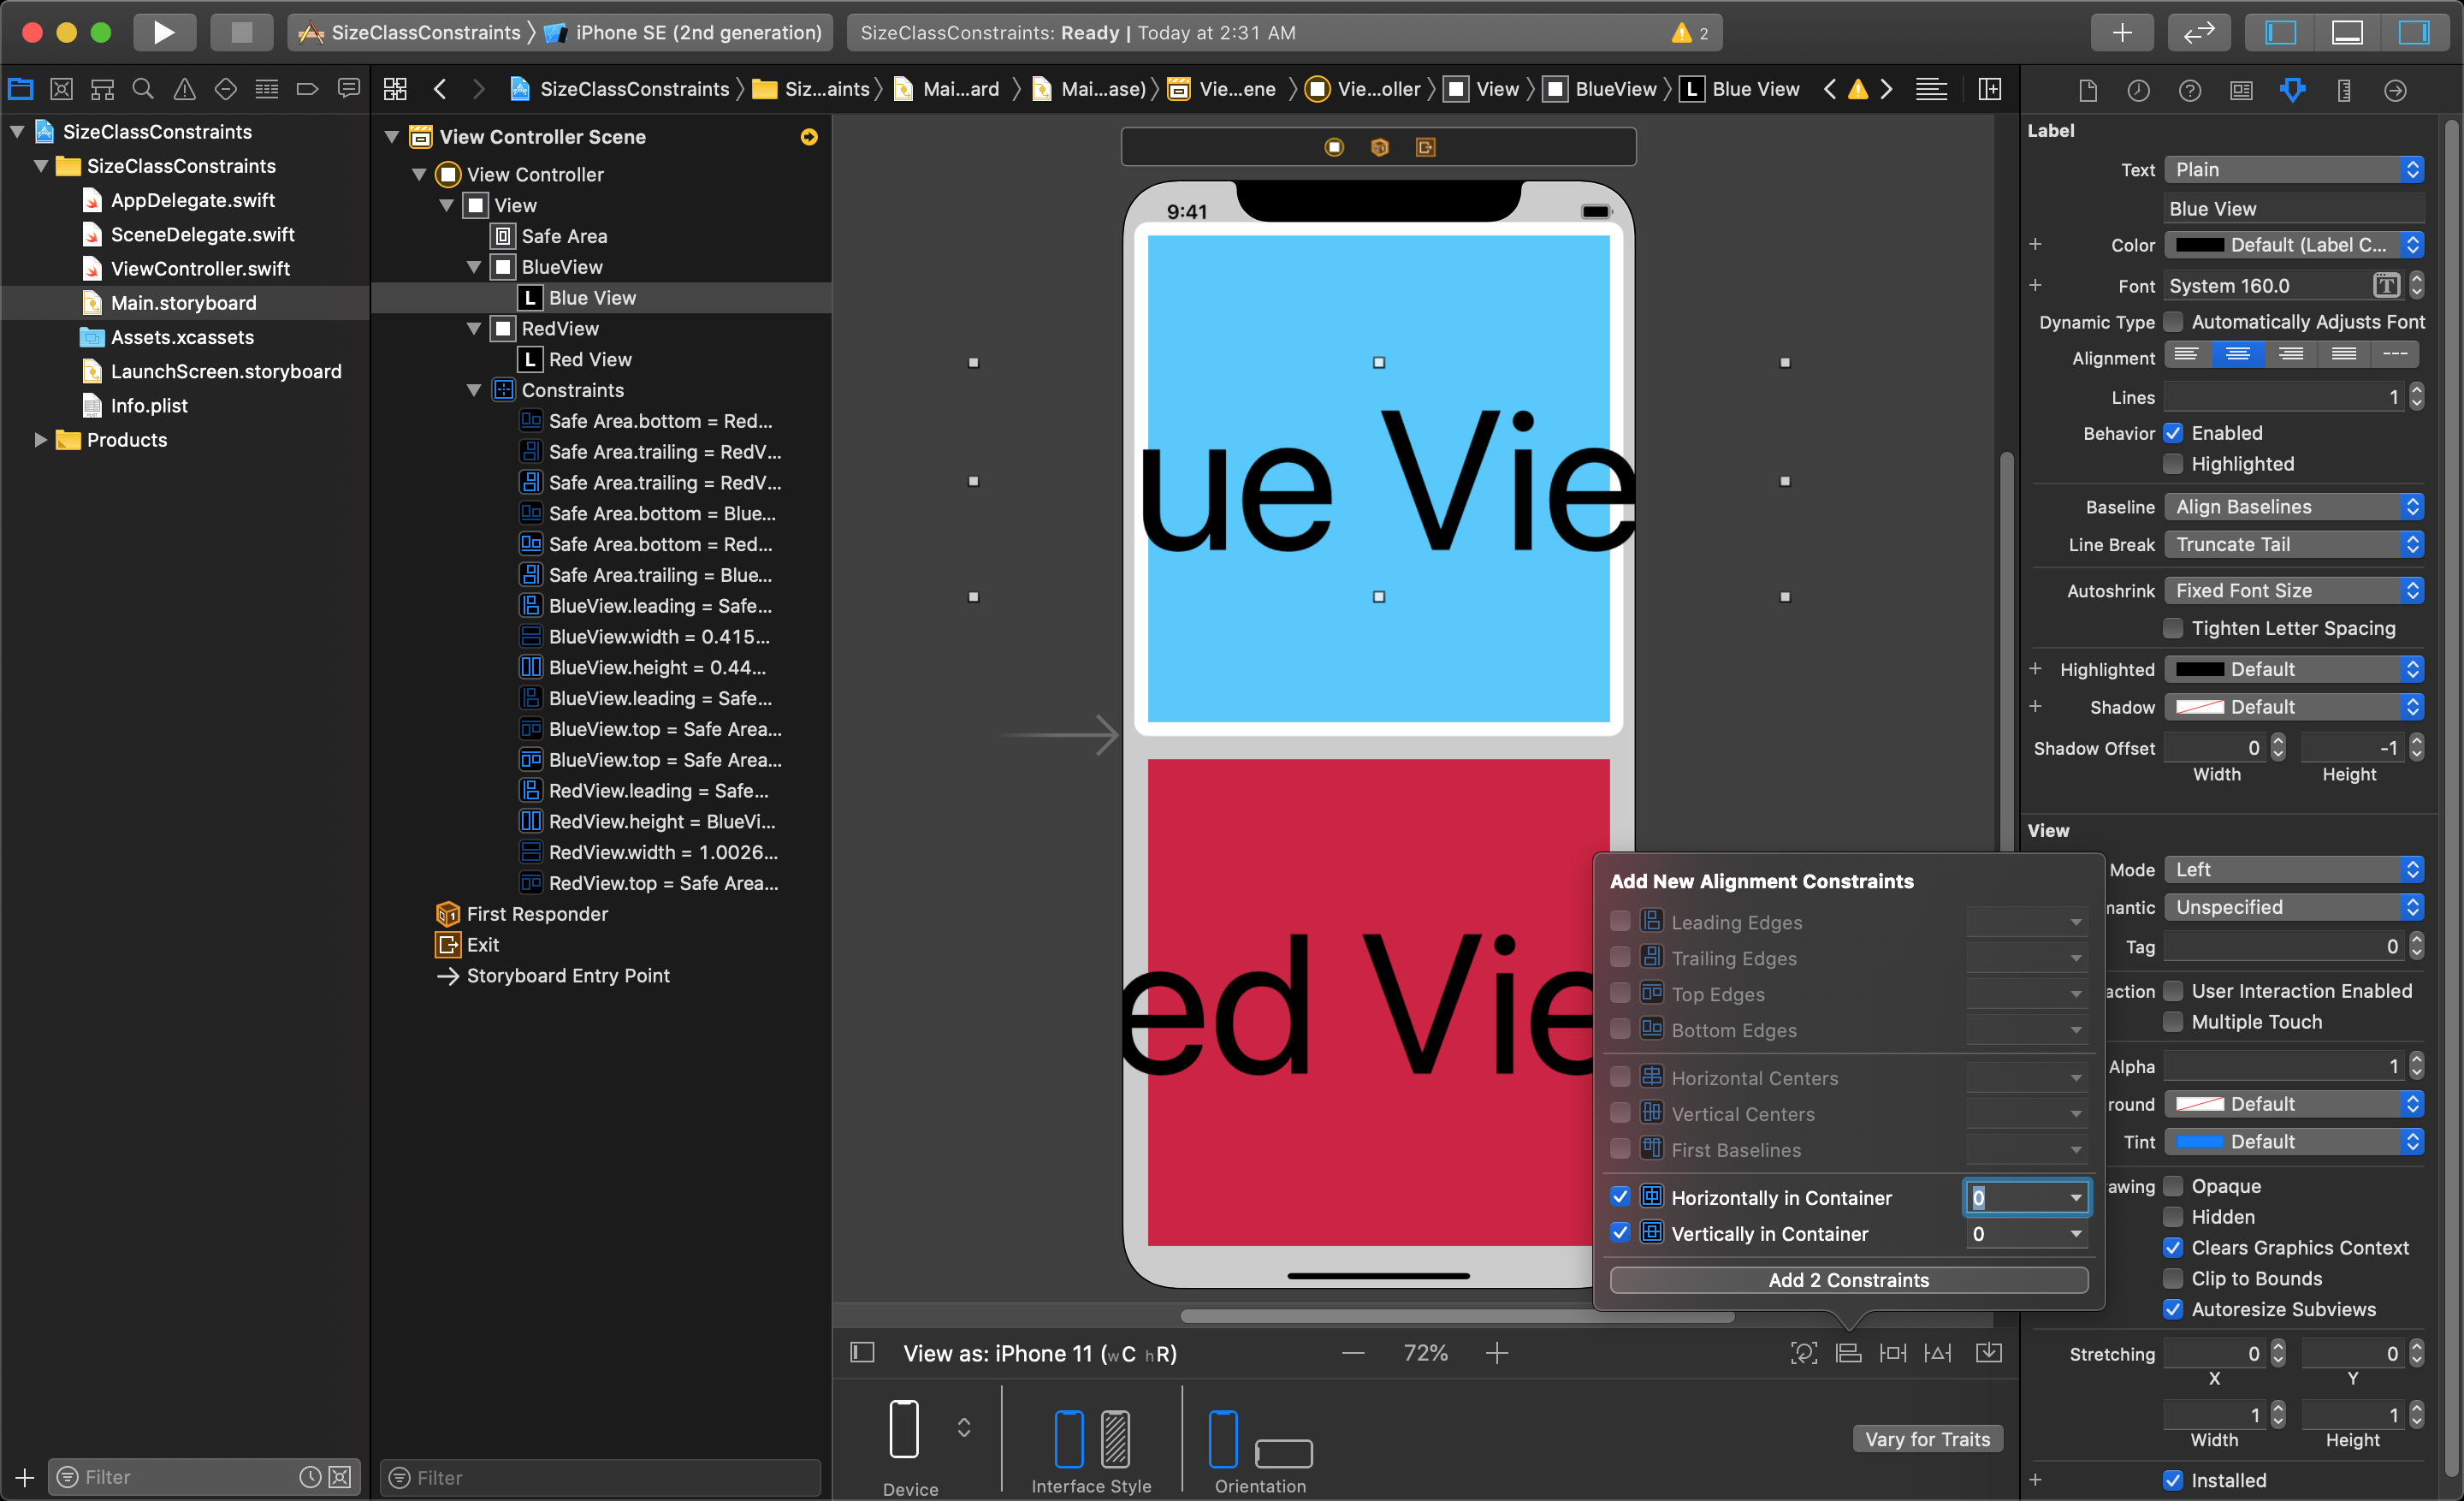 SizeClassConstraints 〉 iPhone SE (2nd generation)
SizeClassConstraints: Ready | Today at 2:31 AM
2
SizeClassConstraints 〉 Siz...aints 〉 Mai...ard 〉 Mai...ase) 〉 Vie...ene 〉 Vie...oller 〉 View 〉 BlueView 〉 L Blue View
SizeClassConstraints
SizeClassConstraints
AppDelegate.swift
SceneDelegate.swift
ViewController.swift
Main.storyboard
Assets.xcassets
LaunchScreen.storyboard
Info.plist
Products
Filter
View Controller Scene
View Controller
View
Safe Area
BlueView
L Blue View
RedView
L Red View
Constraints
Safe Area.bottom = Red...
Safe Area.trailing = RedV...
Safe Area.trailing = RedV...
Safe Area.bottom = Blue...
Safe Area.bottom = Red...
Safe Area.trailing = Blue...
BlueView.leading = Safe...
BlueView.width = 0.415...
BlueView.height = 0.44...
BlueView.leading = Safe...
BlueView.top = Safe Area...
BlueView.top = Safe Area...
RedView.leading = Safe...
RedView.height = BlueVi...
RedView.width = 1.0026...
RedView.top = Safe Area...
First Responder
Exit
Storyboard Entry Point
Filter
9:41
ue Vie
ed Vie
Add New Alignment Constraints
Leading Edges
Trailing Edges
Top Edges
Bottom Edges
Horizontal Centers
Vertical Centers
First Baselines
Horizontally in Container 0
Vertically in Container 0
Add 2 Constraints
View as: iPhone 11 (wC hR)
72%
Device
Interface Style
Orientation
Vary for Traits
Label
Text Plain
Blue View
Color Default (Label C...
Font System 160.0 T
Dynamic Type Automatically Adjusts Font
Alignment
Lines 1
Behavior Enabled
Highlighted
Baseline Align Baselines
Line Break Truncate Tail
Autoshrink Fixed Font Size
Tighten Letter Spacing
Highlighted Default
Shadow Default
Shadow Offset 0 -1
Width Height
View
Mode Left
mantic Unspecified
Tag 0
action User Interaction Enabled
Multiple Touch
Alpha 1
round Default
Tint Default
awing Opaque
Hidden
Clears Graphics Context
Clip to Bounds
Autoresize Subviews
Stretching 0 0
X Y
1 1
Width Height
Installed